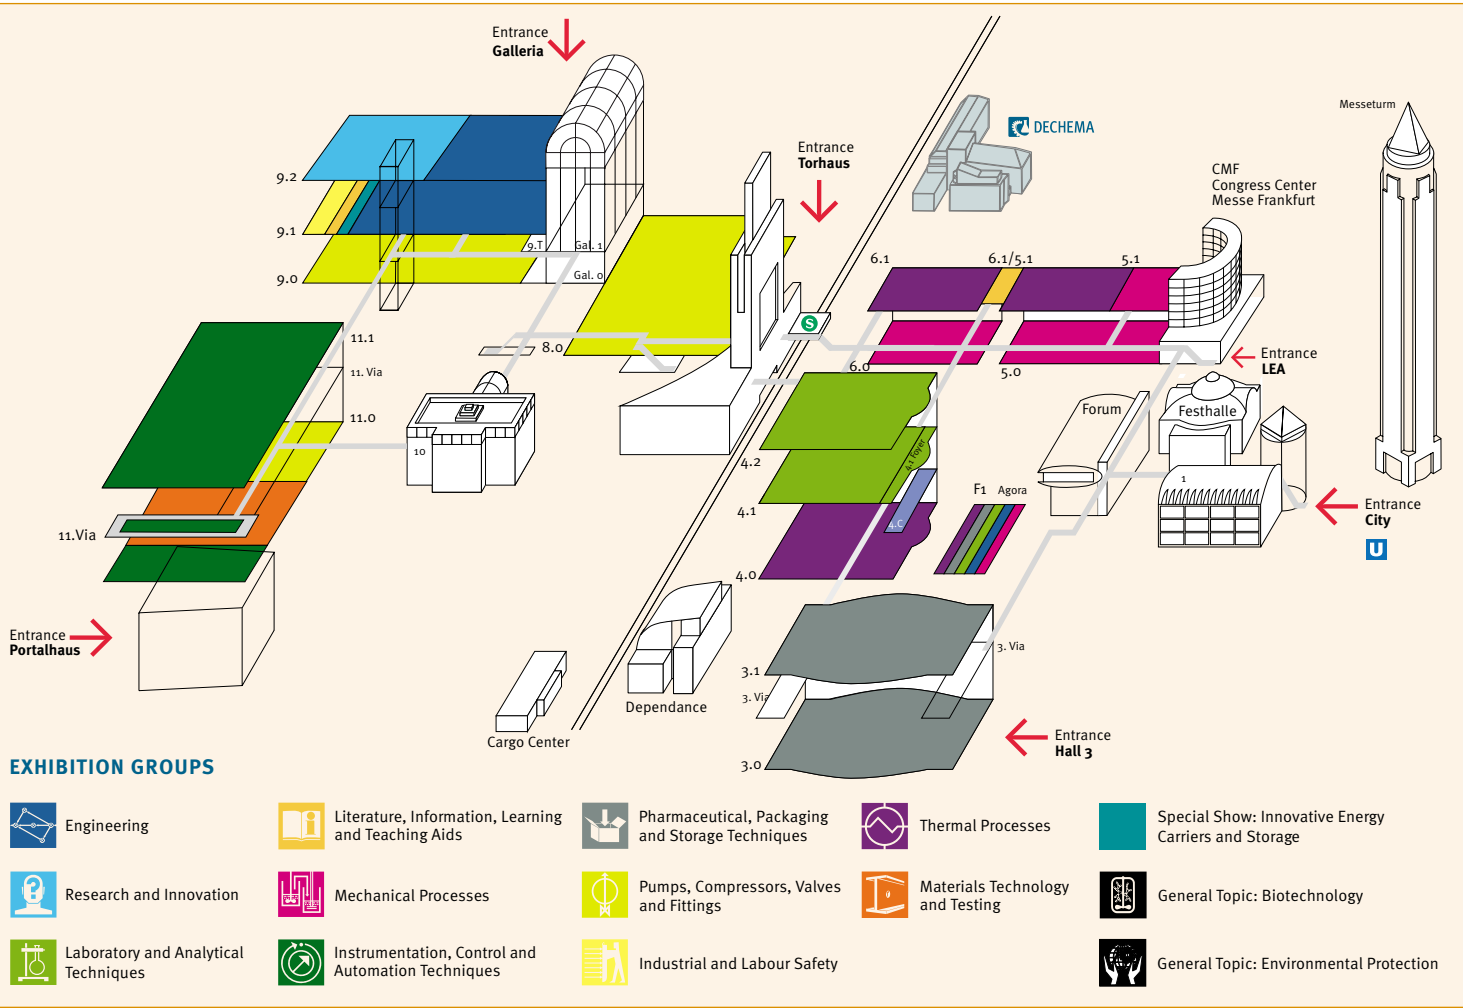 Entrance
Galleria
Messeturm
DECHEMA
Entrance
Torhaus
CMF
Congress Center
Messe Frankfurt
9.2
9.1
9.T
Gal. 1
9.0
Gal. 0
6.1
6.1/5.1
5.1
S
11.1
8.0
11. Via
6.0
5.0
Entrance
LEA
11.0
10
Forum
Festhalle
4.2
4.1 Foyer
1
4.1
F1
Agora
4.C
Entrance
City
U
11.Via
4.0
Entrance
Portalhaus
3. Via
3.1
3. Via
Dependance
Cargo Center
Entrance
Hall 3
3.0
EXHIBITION GROUPS
Engineering
Literature, Information, Learning
and Teaching Aids
Pharmaceutical, Packaging
and Storage Techniques
Thermal Processes
Special Show: Innovative Energy
Carriers and Storage
Research and Innovation
Mechanical Processes
Pumps, Compressors, Valves
and Fittings
Materials Technology
and Testing
General Topic: Biotechnology
Laboratory and Analytical
Techniques
Instrumentation, Control and
Automation Techniques
Industrial and Labour Safety
General Topic: Environmental Protection